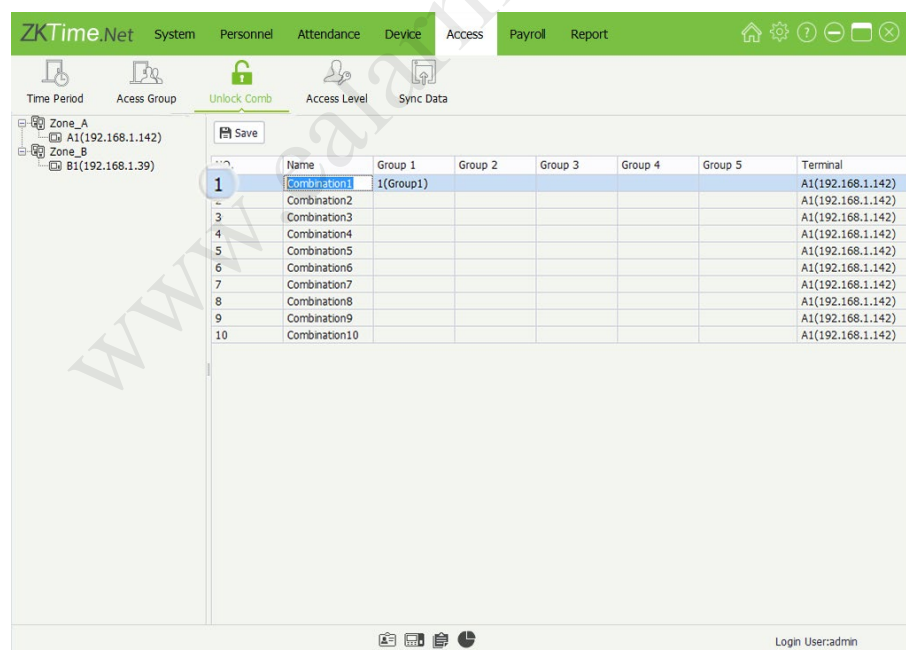 ZKTime.Net System Personnel Attendance Device Access Payroll Report
Time Period Acess Group Unlock Comb Access Level Sync Data
Zone_A
A1(192.168.1.142)
Zone_B
B1(192.168.1.39)
Save
NO. Name Group 1 Group 2 Group 3 Group 4 Group 5 Terminal
1 Combination1 1(Group1) A1(192.168.1.142)
2 Combination2 A1(192.168.1.142)
3 Combination3 A1(192.168.1.142)
4 Combination4 A1(192.168.1.142)
5 Combination5 A1(192.168.1.142)
6 Combination6 A1(192.168.1.142)
7 Combination7 A1(192.168.1.142)
8 Combination8 A1(192.168.1.142)
9 Combination9 A1(192.168.1.142)
10 Combination10 A1(192.168.1.142)
Login User:admin